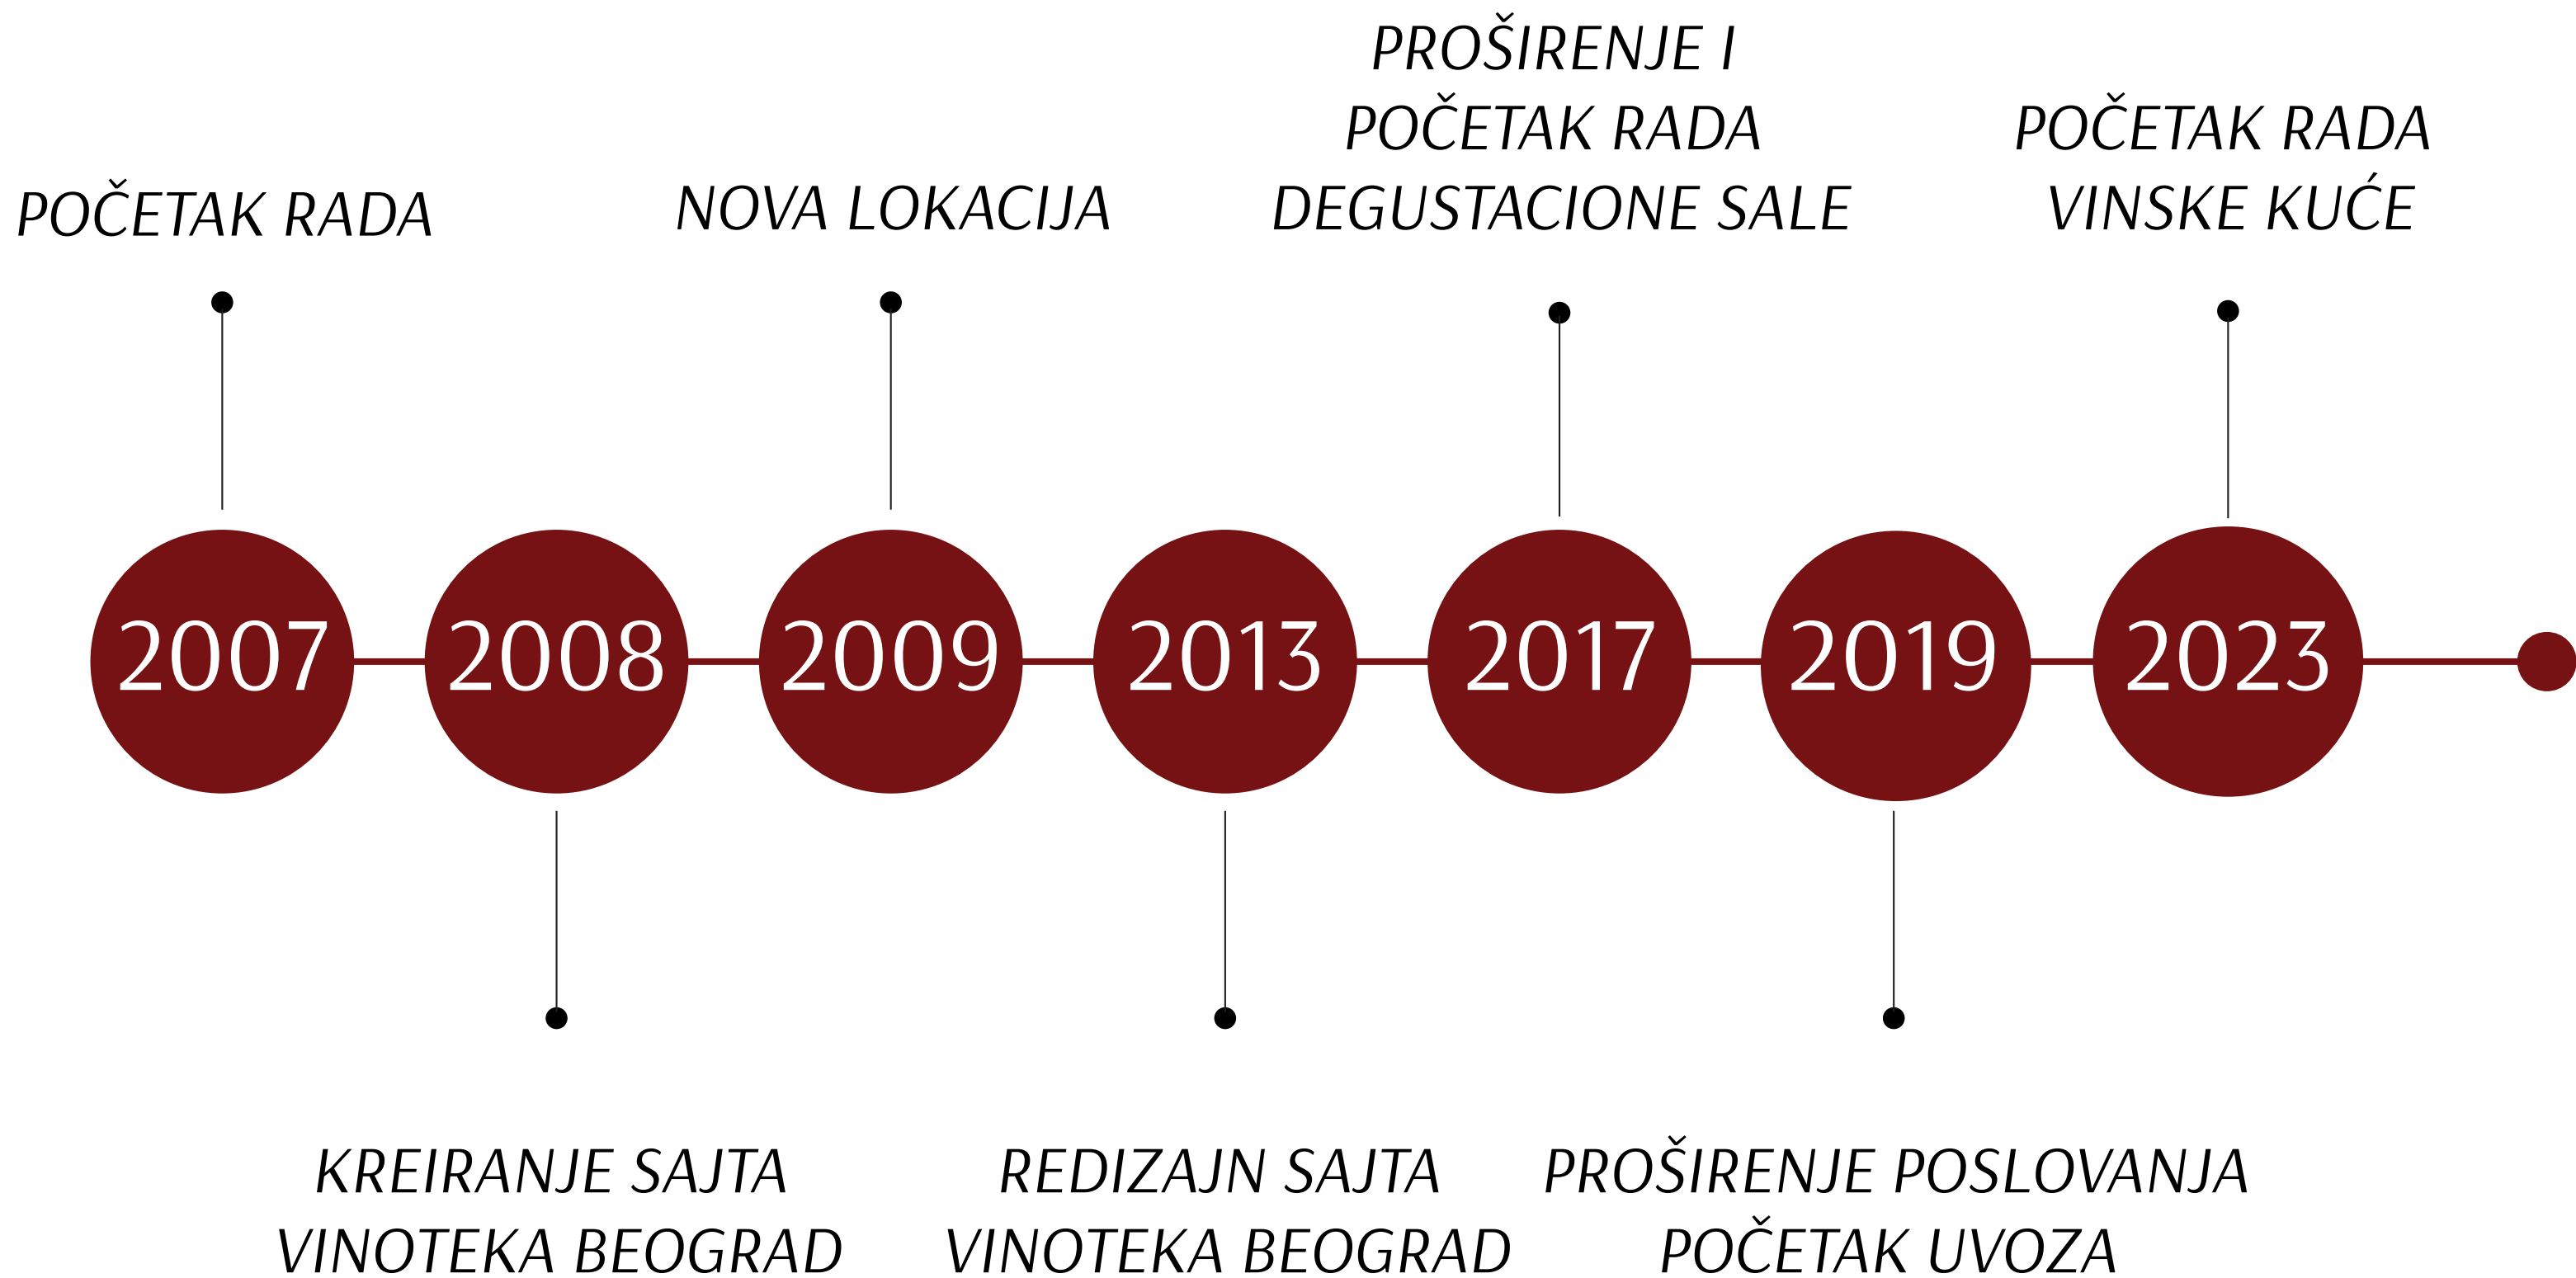 PROŠIRENJE I
POČETAK RADA
DEGUSTACIONE SALE
POČETAK RADA
VINSKE KUĆE
POČETAK RADA
NOVA LOKACIJA
2007
2008
2009
2013
2017
2019
2023
KREIRANJE SAJTA
VINOTEKA BEOGRAD
REDIZAJN SAJTA
VINOTEKA BEOGRAD
PROŠIRENJE POSLOVANJA
POČETAK UVOZA